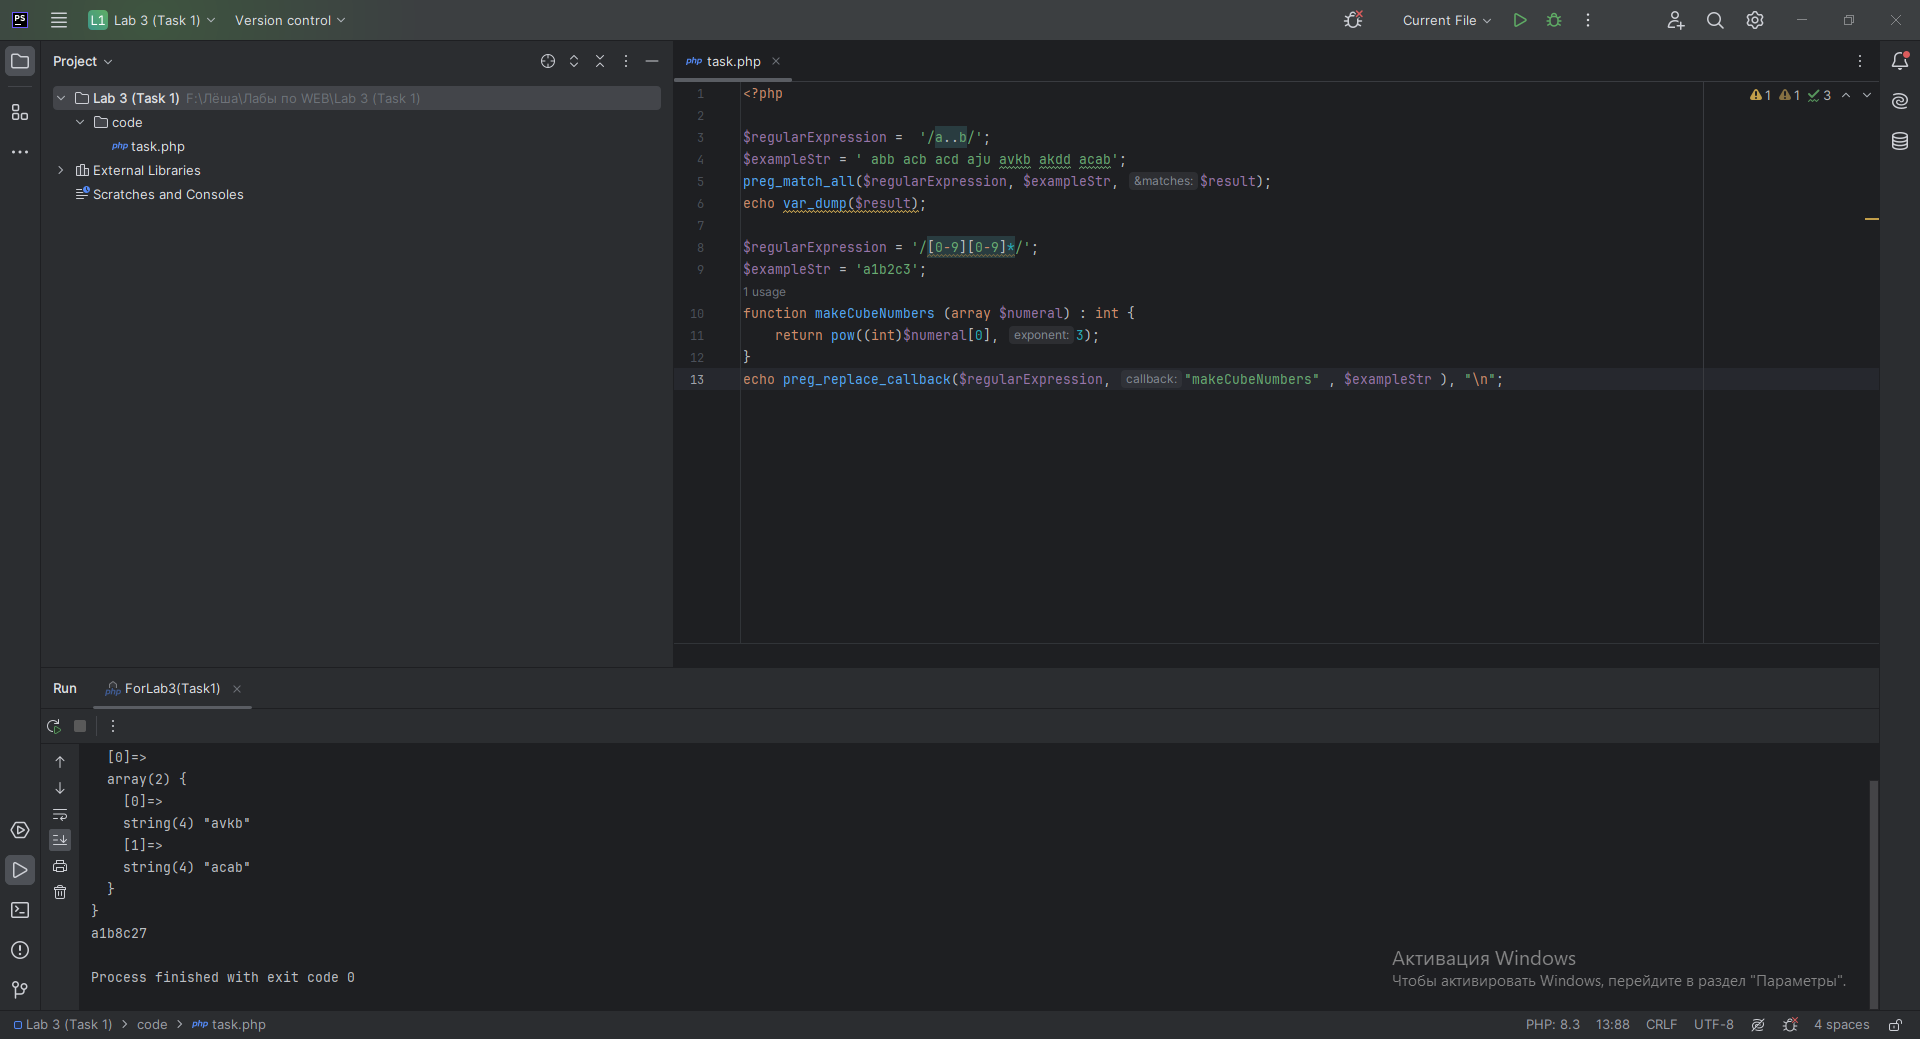 PS L1 Lab 3 (Task 1) Version control Current File
Project
php task.php
Lab 3 (Task 1) F:\Лёша\Лабы по WEB\Lab 3 (Task 1)
code
php task.php
External Libraries
Scratches and Consoles
1 <?php
1 1 3
2
3 $regularExpression =  '/a..b/';
4 $exampleStr = ' abb acb acd aju avkb akdd acab';
5 preg_match_all($regularExpression, $exampleStr, &matches: $result);
6 echo var_dump($result);
7
8 $regularExpression = '/[0-9][0-9]*/';
9 $exampleStr = 'a1b2c3';
1 usage
10 function makeCubeNumbers (array $numeral) : int {
11     return pow((int)$numeral[0], exponent: 3);
12 }
13 echo preg_replace_callback($regularExpression, callback: "makeCubeNumbers" , $exampleStr ), "\n";
Run php ForLab3(Task1)
[0]=>
array(2) {
[0]=>
string(4) "avkb"
[1]=>
string(4) "acab"
}
}
a1b8c27
Process finished with exit code 0
Активация Windows
Чтобы активировать Windows, перейдите в раздел "Параметры".
Lab 3 (Task 1) > code > php task.php PHP: 8.3 13:88 CRLF UTF-8 4 spaces